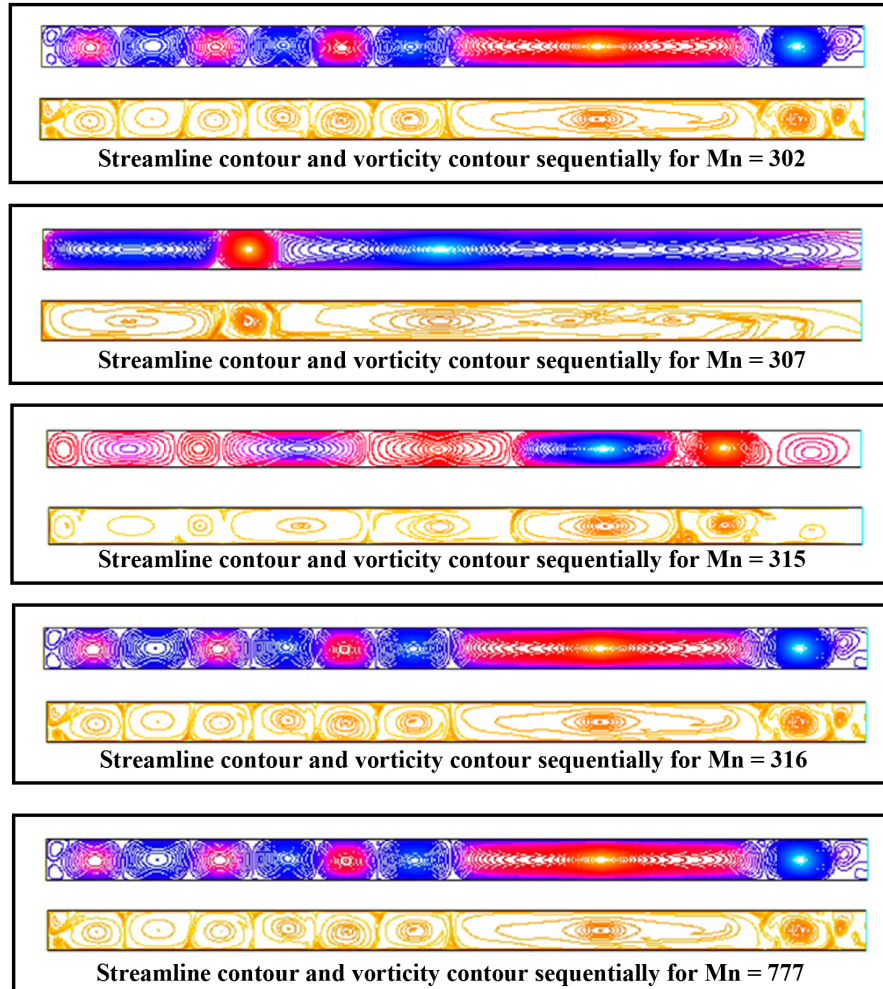 Streamline contour and vorticity contour sequentially for Mn = 302
Streamline contour and vorticity contour sequentially for Mn = 307
Streamline contour and vorticity contour sequentially for Mn = 315
Streamline contour and vorticity contour sequentially for Mn = 316
Streamline contour and vorticity contour sequentially for Mn = 777